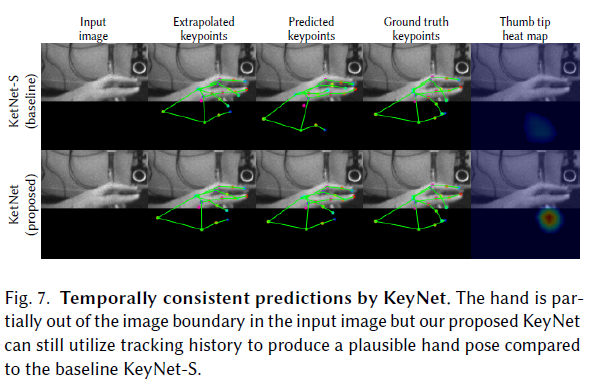 Input image
Extrapolated keypoints
Predicted keypoints
Ground truth keypoints
Thumb tip heat map
KetNet-S (baseline)
KetNet (proposed)
Fig. 7. Temporally consistent predictions by KeyNet. The hand is par-
tially out of the image boundary in the input image but our proposed KeyNet
can still utilize tracking history to produce a plausible hand pose compared
to the baseline KeyNet-S.